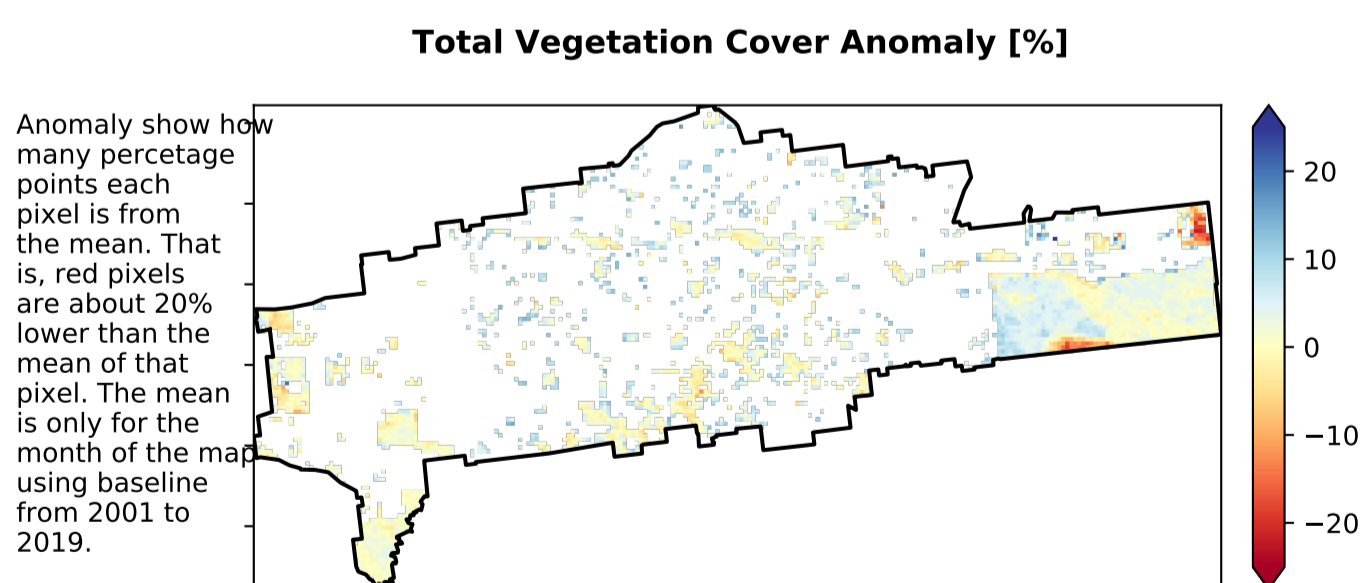 Total Vegetation Cover Anomaly [%]
Anomaly show how
many percetage
points each
pixel is from
the mean. That
is, red pixels
are about 20%
lower than the
mean of that
pixel. The mean
is only for the
month of the map
using baseline
from 2001 to
2019.
20
10
0
−10
−20